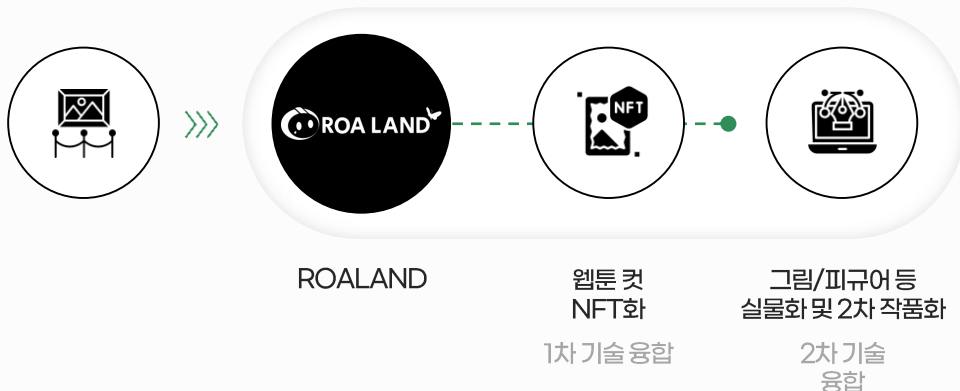 ROA LAND
NFT
ROALAND
웹툰 컷
NFT화
1차 기술 융합
그림/피규어 등
실물화 및 2차 작품화
2차 기술
융합